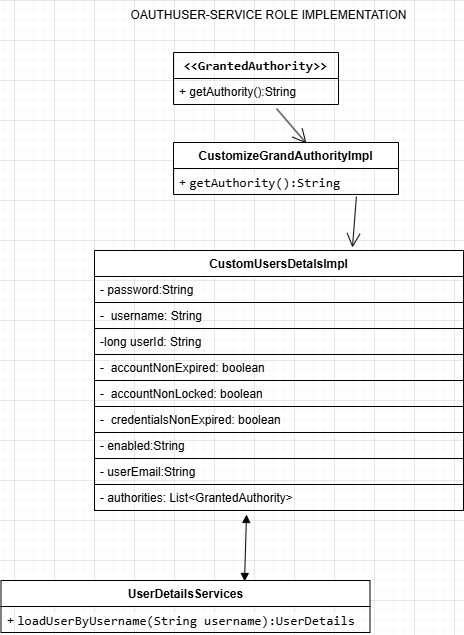 OAUTHUSER-SERVICE ROLE IMPLEMENTATION
<<GrantedAuthority>>
+ getAuthority():String
CustomizeGrandAuthorityImpl
+ getAuthority():String
CustomUsersDetalsImpl
- password:String
-  username: String
-long userId: String
-  accountNonExpired: boolean
-  accountNonLocked: boolean
-  credentialsNonExpired: boolean
- enabled:String
- userEmail:String
- authorities: List<GrantedAuthority>
UserDetailsServices
+ loadUserByUsername(String username):UserDetails